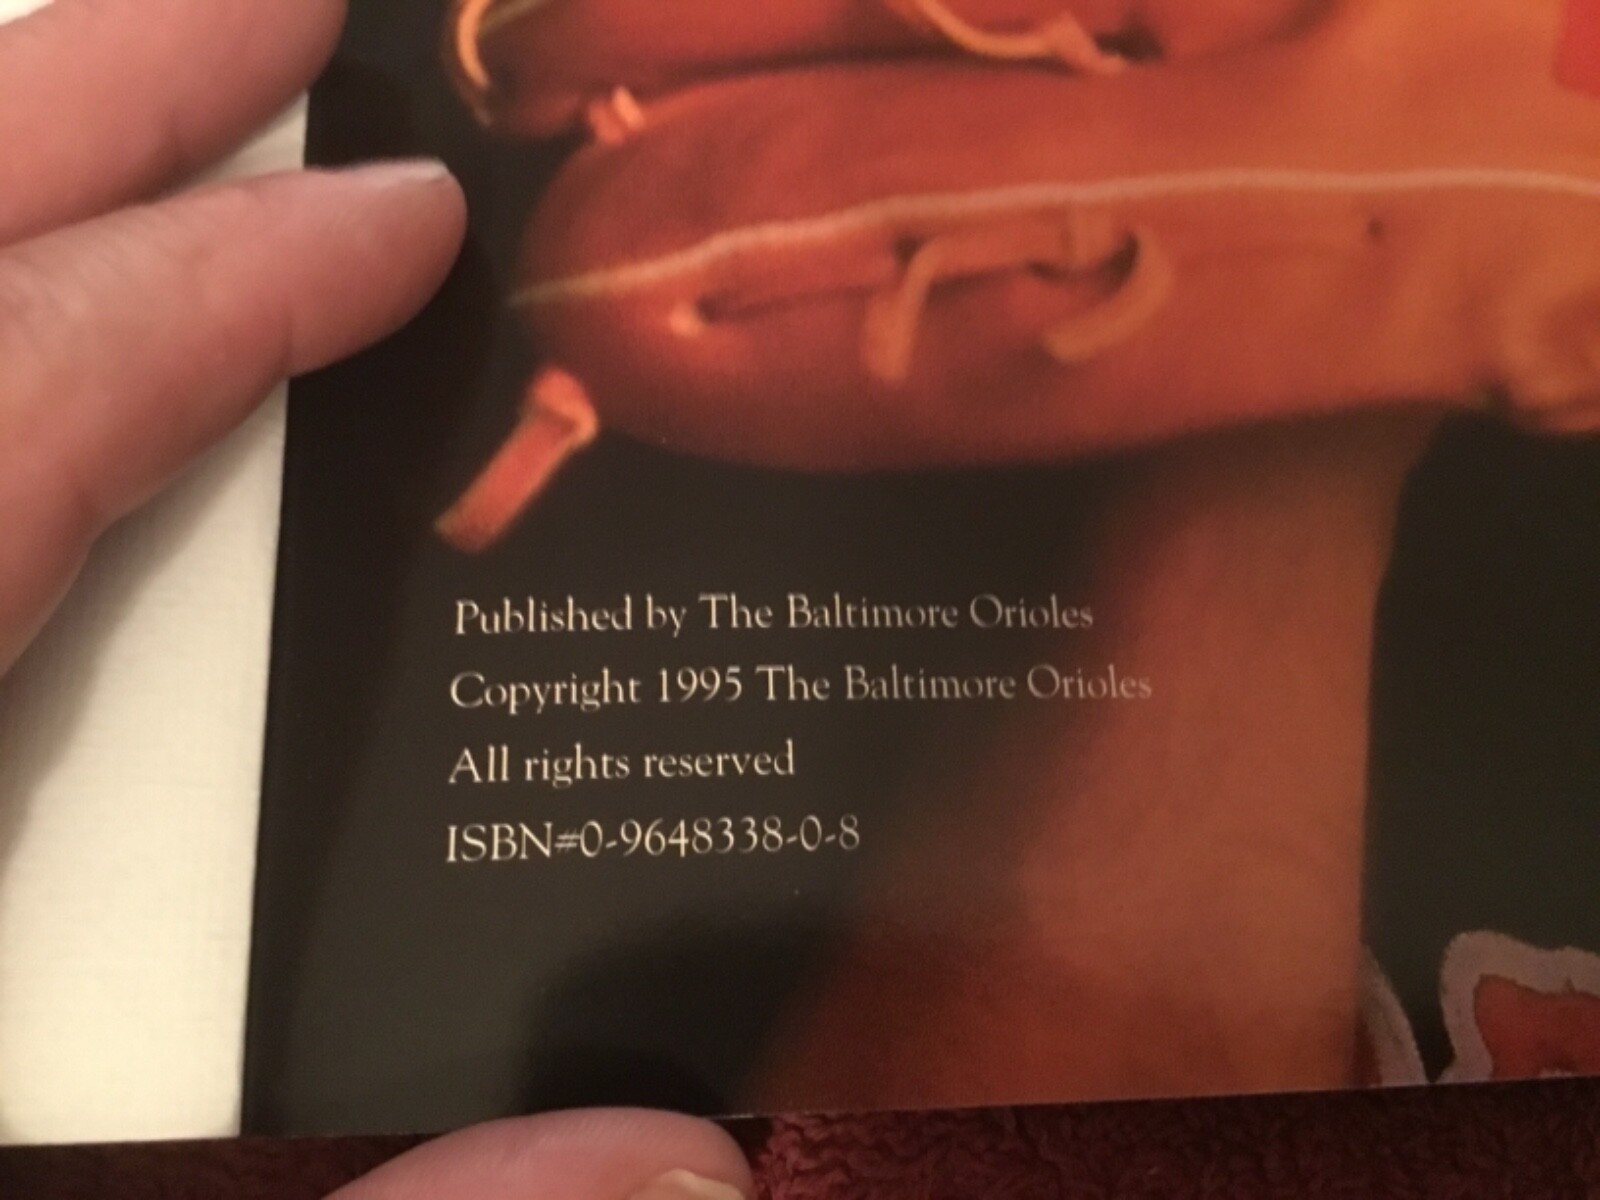 Published by The Baltimore Orioles
Copyright 1995 The Baltimore Orioles
All rights reserved
ISBN#0-9648338-0-8